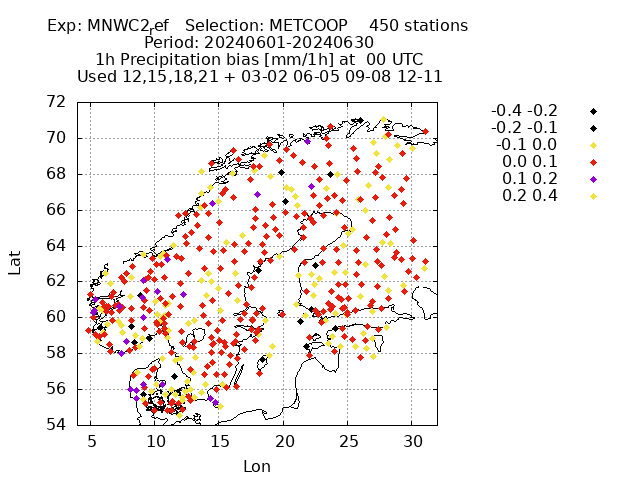 Exp: MNWC2ref   Selection: METCOOP    450 stations
Period: 20240601-20240630
1h Precipitation bias [mm/1h] at  00 UTC
Used 12,15,18,21 + 03-02 06-05 09-08 12-11
-0.4 -0.2
-0.2 -0.1
-0.1 0.0
0.0 0.1
0.1 0.2
0.2 0.4
72
70
68
66
64
62
60
58
56
54
Lat
5 10 15 20 25 30
Lon